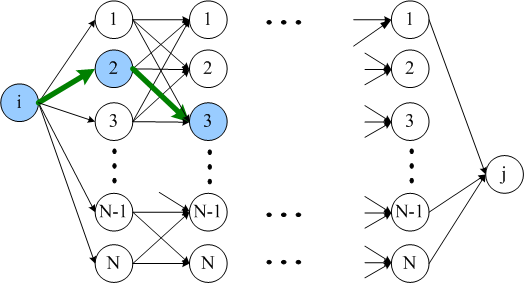 1 1 ... 1
2 2 2
i
3 3 3
j
N-1 N-1 ... N-1
N N ... N